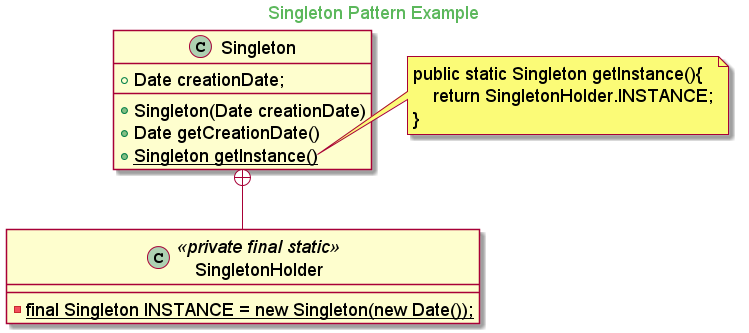 Singleton Pattern Example
C Singleton
Date creationDate;
Singleton(Date creationDate)
Date getCreationDate()
Singleton getInstance()
public static Singleton getInstance(){
    return SingletonHolder.INSTANCE;
}
«private final static»
C
SingletonHolder
final Singleton INSTANCE = new Singleton(new Date());